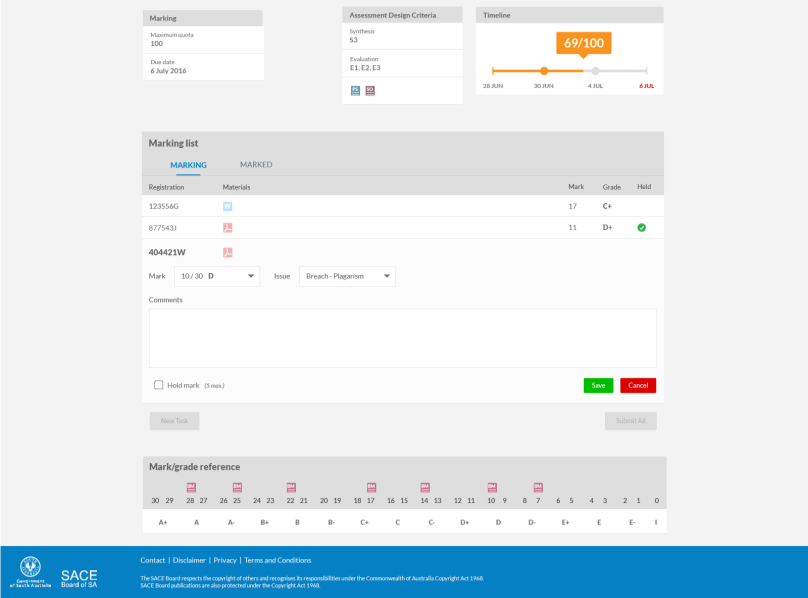 Marking
Maximum quota
100
Due date
6 July 2016
Assessment Design Criteria
Synthesis
S3
Evaluation
E1, E2, E3
PE SO
Timeline
69/100
28 JUN 30 JUN 4 JUL 6 JUL
Marking list
MARKING MARKED
Registration Materials Mark Grade Held
123556G W 17 C+
877543J 11 D+
404421W
Mark 10 / 30 D Issue Breach - Plagarism
Comments
Hold mark (5 max.) Save Cancel
New Task Submit All
Mark/grade reference
30 29 28 27 26 25 24 23 22 21 20 19 18 17 16 15 14 13 12 11 10 9 8 7 6 5 4 3 2 1 0
A+ A A- B+ B B- C+ C C- D+ D D- E+ E E- I
Contact | Disclaimer | Privacy | Terms and Conditions
Government
of South Australia
SACE
Board of SA
The SACE Board respects the copyright of others and recognises its responsibilities under the Commonwealth of Australia Copyright Act 1968.
SACE Board publications are also protected under the Copyright Act 1968.